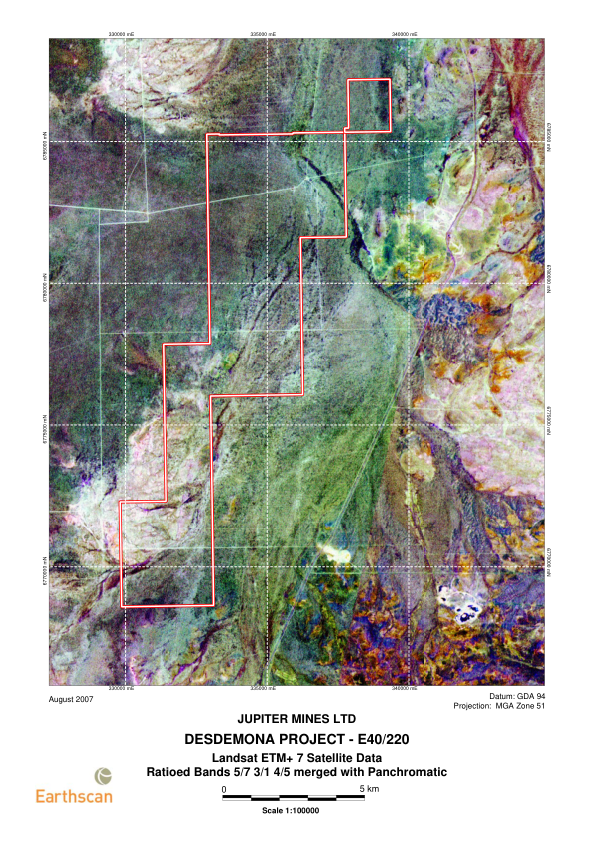 330000 mE 335000 mE 340000 mE
6785000 mN 6785000 mN
6780000 mN 6780000 mN
6775000 mN 6775000 mN
6770000 mN 6770000 mN
330000 mE 335000 mE 340000 mE
August 2007
Datum: GDA 94
Projection: MGA Zone 51
JUPITER MINES LTD
DESDEMONA PROJECT - E40/220
Landsat ETM+ 7 Satellite Data
Ratioed Bands 5/7 3/1 4/5 merged with Panchromatic
Earthscan
0 5 km
Scale 1:100000